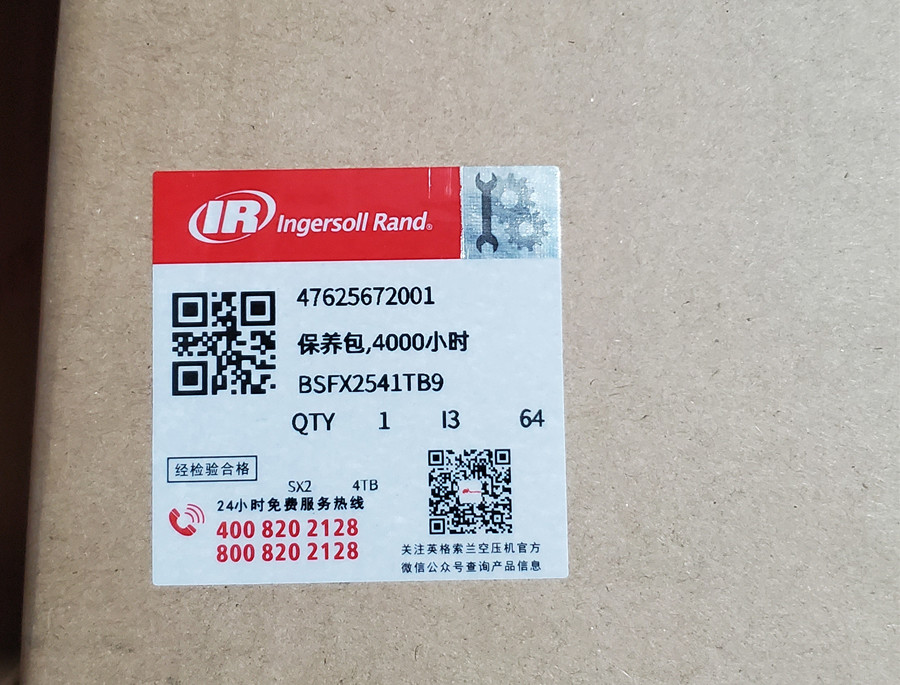 IR Ingersoll Rand®
47625672001
保养包,4000小时
BSFX2541TB9
QTY 1 I3 64
经检验合格
SX2 4TB
24小时免费服务热线
400 820 2128
800 820 2128
关注英格索兰空压机官方
微信公众号查询产品信息